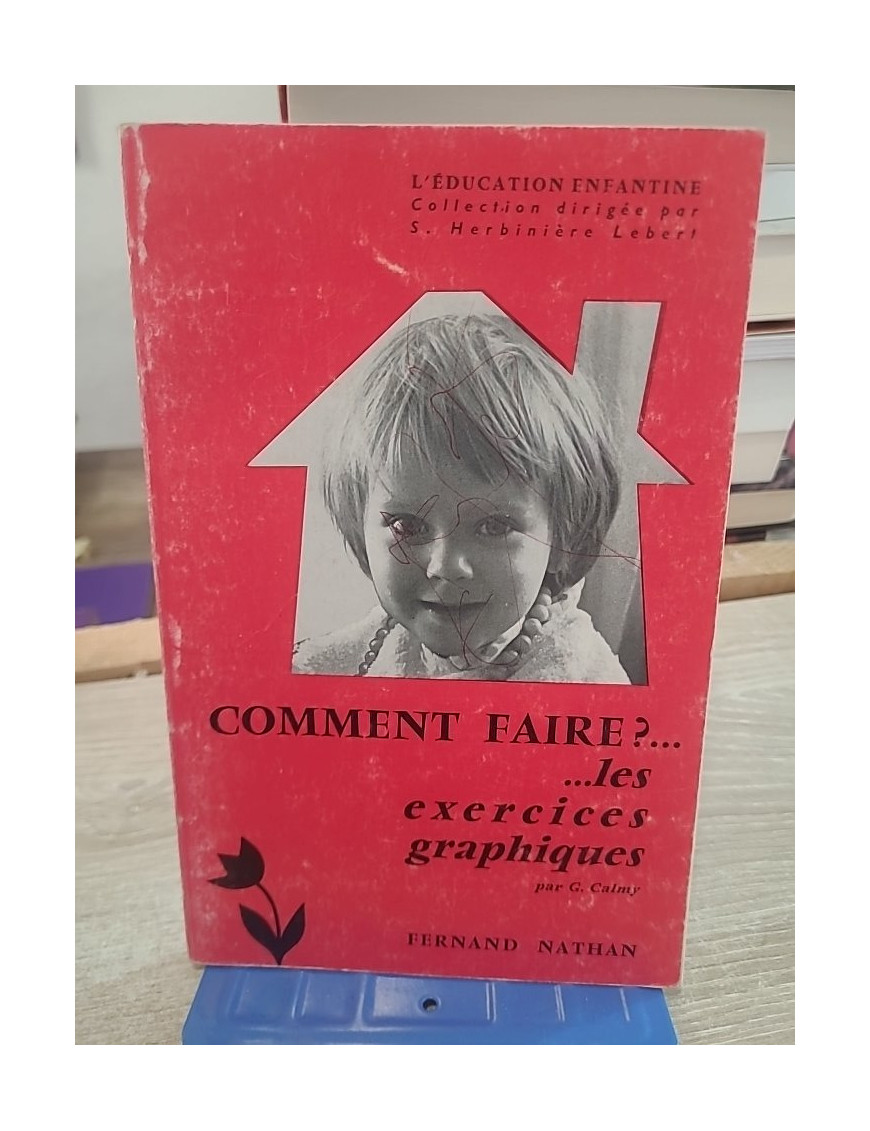 L'ÉDUCATION ENFANTINE
Collection dirigée par
S. Herbinière Lebert
COMMENT FAIRE?...
...les
exercices
graphiques
par G. Calmy
FERNAND NATHAN